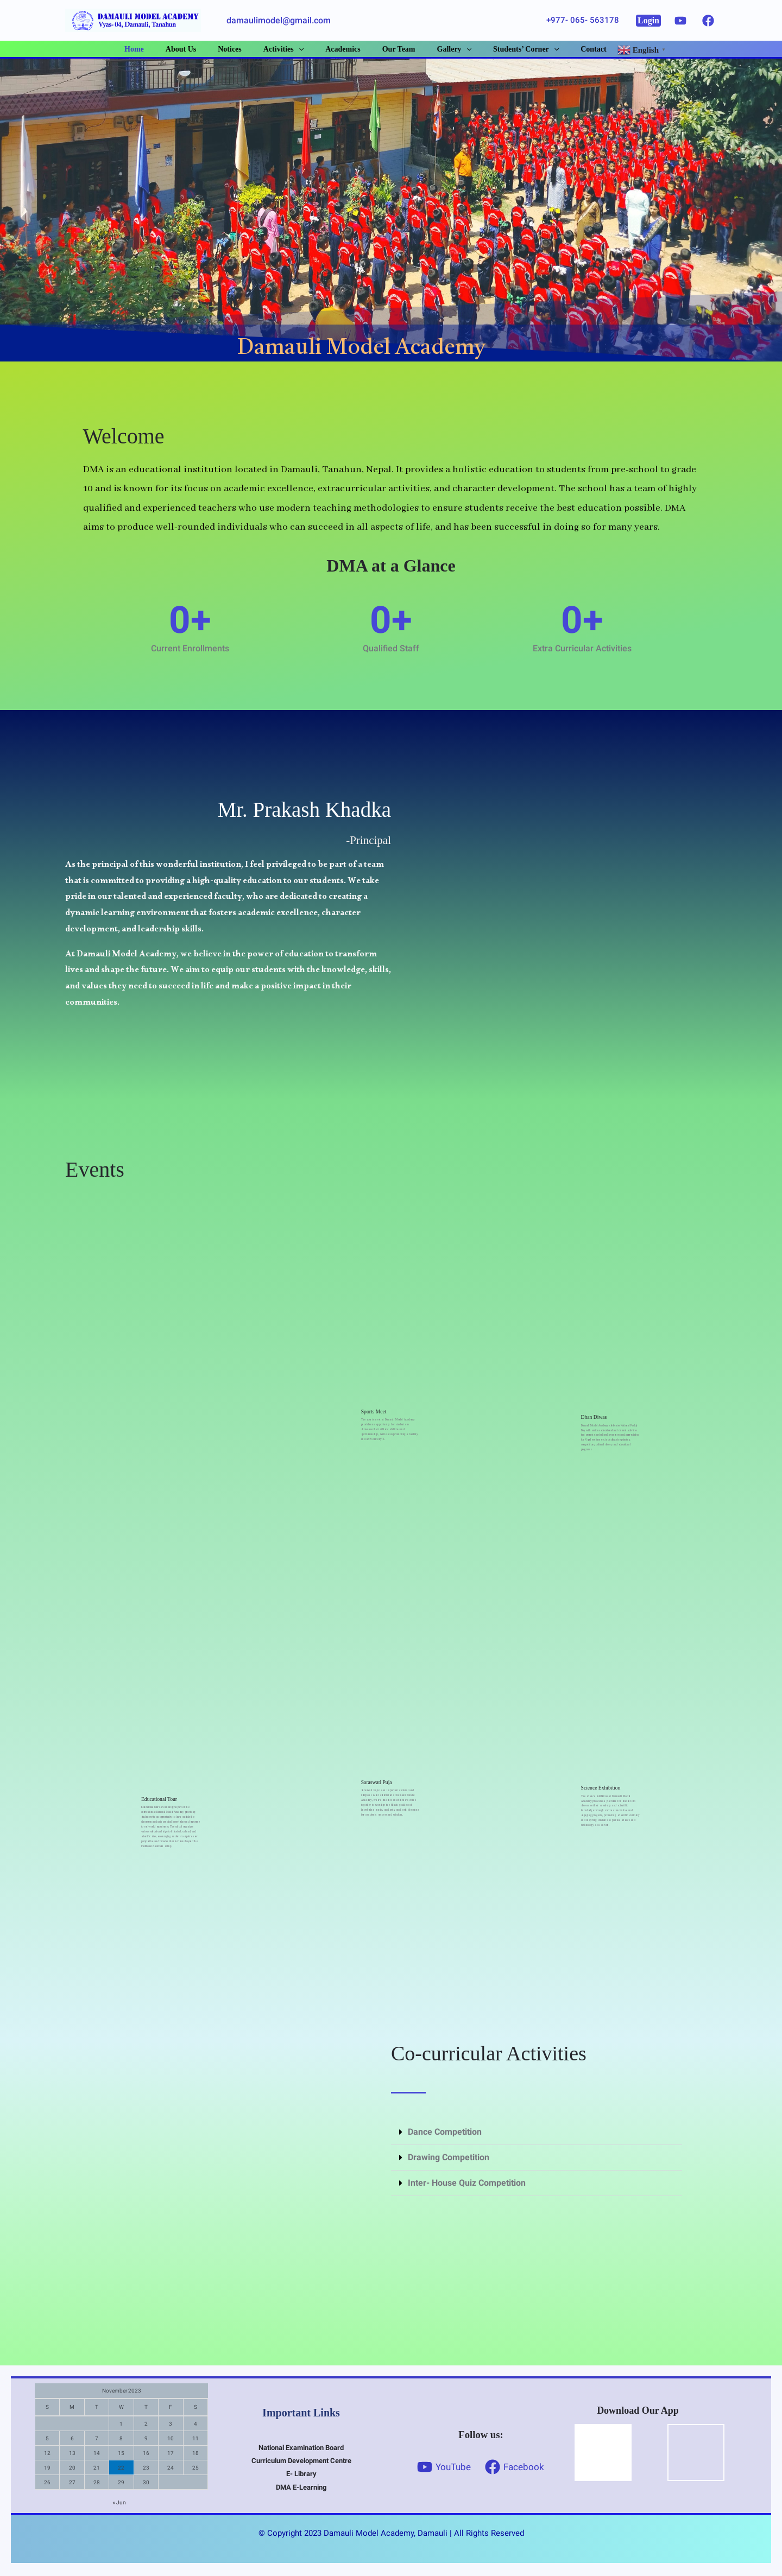 DAMAULI MODEL ACADEMY
Vyas- 04, Damauli, Tanahun
damaulimodel@gmail.com
+977- 065- 563178
Login
Home About Us Notices Activities Academics Our Team Gallery Students' Corner Contact English
Damauli Model Academy
Welcome
DMA is an educational institution located in Damauli, Tanahun, Nepal. It provides a holistic education to students from pre-school to grade
10 and is known for its focus on academic excellence, extracurricular activities, and character development. The school has a team of highly
qualified and experienced teachers who use modern teaching methodologies to ensure students receive the best education possible. DMA
aims to produce well-rounded individuals who can succeed in all aspects of life, and has been successful in doing so for many years.
DMA at a Glance
0+ 0+ 0+
Current Enrollments Qualified Staff Extra Curricular Activities
Mr. Prakash Khadka
-Principal
As the principal of this wonderful institution, I feel privileged to be part of a team
that is committed to providing a high-quality education to our students. We take
pride in our talented and experienced faculty, who are dedicated to creating a
dynamic learning environment that fosters academic excellence, character
development, and leadership skills.
At Damauli Model Academy, we believe in the power of education to transform
lives and shape the future. We aim to equip our students with the knowledge, skills,
and values they need to succeed in life and make a positive impact in their
communities.
Events
Sports Meet
Dhan Diwas
Educational Tour
Saraswati Puja
Science Exhibition
Co-curricular Activities
Dance Competition
Drawing Competition
Inter- House Quiz Competition
November 2023
S M T W T F S
1 2 3 4
5 6 7 8 9 10 11
12 13 14 15 16 17 18
19 20 21 22 23 24 25
26 27 28 29 30
« Jun
Important Links
National Examination Board
Curriculum Development Centre
E- Library
DMA E-Learning
Follow us:
YouTube Facebook
Download Our App
© Copyright 2023 Damauli Model Academy, Damauli | All Rights Reserved